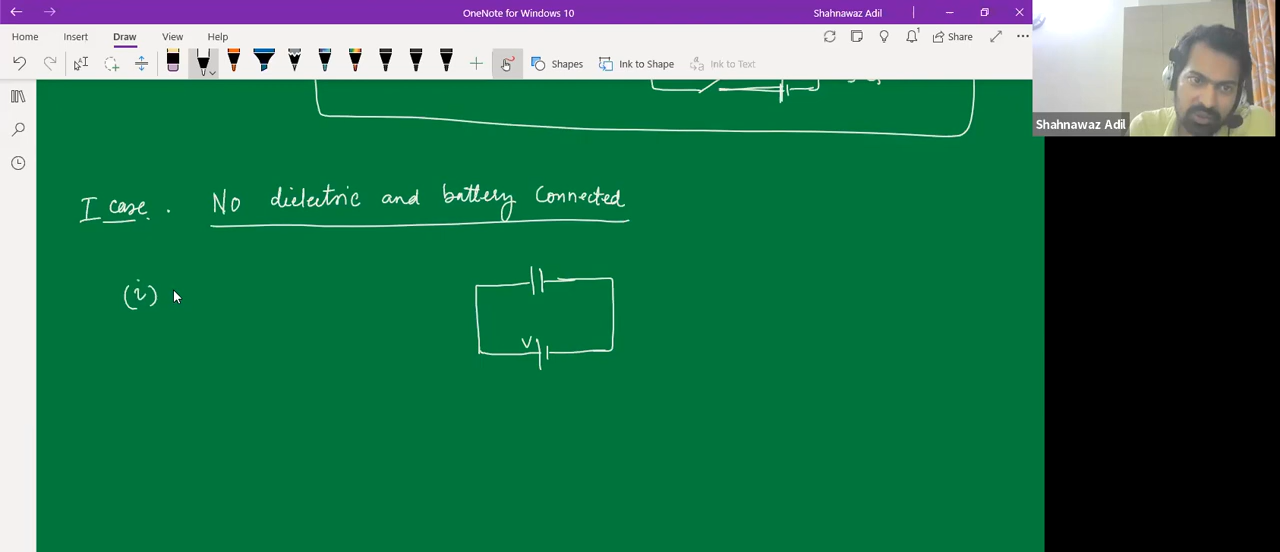 OneNote for Windows 10
Shahnawaz Adil
Home Insert Draw View Help
Share
Shapes
Ink to Shape
Ink to Text
Shahnawaz Adil
I case. No dielectric and battery connected
(i)
V